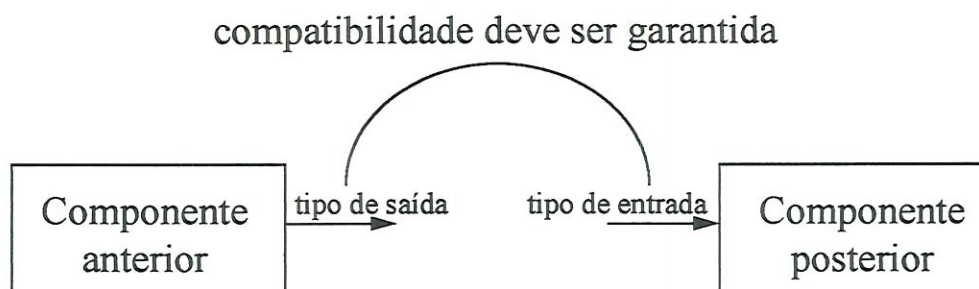 compatibilidade deve ser garantida
tipo de saída
tipo de entrada
Componente
anterior
Componente
posterior